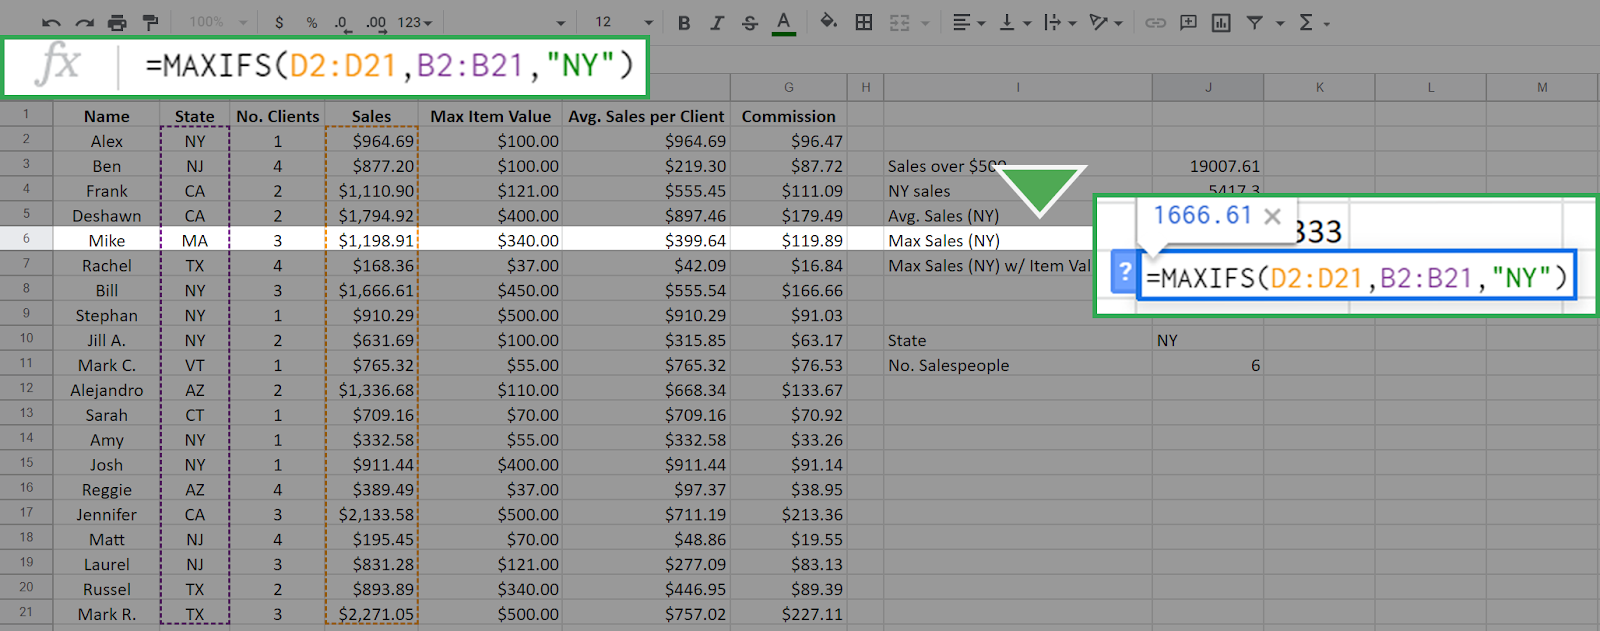 100% $ % .0 .00 123 12 B I S A Σ
fx =MAXIFS(D2:D21,B2:B21,"NY")
G H I J K L M
1 Name State No. Clients Sales Max Item Value Avg. Sales per Client Commission
2 Alex NY 1 $964.69 $100.00 $964.69 $96.47
3 Ben NJ 4 $877.20 $100.00 $219.30 $87.72 Sales over $500 19007.61
4 Frank CA 2 $1,110.90 $121.00 $555.45 $111.09 NY sales 5417.3
5 Deshawn CA 2 $1,794.92 $400.00 $897.46 $179.49 Avg. Sales (NY) 1666.61 × 333
6 Mike MA 3 $1,198.91 $340.00 $399.64 $119.89 Max Sales (NY) ? =MAXIFS(D2:D21,B2:B21,"NY")
7 Rachel TX 4 $168.36 $37.00 $42.09 $16.84 Max Sales (NY) w/ Item Val
8 Bill NY 3 $1,666.61 $450.00 $555.54 $166.66
9 Stephan NY 1 $910.29 $500.00 $910.29 $91.03
10 Jill A. NY 2 $631.69 $100.00 $315.85 $63.17 State NY
11 Mark C. VT 1 $765.32 $55.00 $765.32 $76.53 No. Salespeople 6
12 Alejandro AZ 2 $1,336.68 $110.00 $668.34 $133.67
13 Sarah CT 1 $709.16 $70.00 $709.16 $70.92
14 Amy NY 1 $332.58 $55.00 $332.58 $33.26
15 Josh NY 1 $911.44 $400.00 $911.44 $91.14
16 Reggie AZ 4 $389.49 $37.00 $97.37 $38.95
17 Jennifer CA 3 $2,133.58 $500.00 $711.19 $213.36
18 Matt NJ 4 $195.45 $70.00 $48.86 $19.55
19 Laurel NJ 3 $831.28 $121.00 $277.09 $83.13
20 Russel TX 2 $893.89 $340.00 $446.95 $89.39
21 Mark R. TX 3 $2,271.05 $500.00 $757.02 $227.11